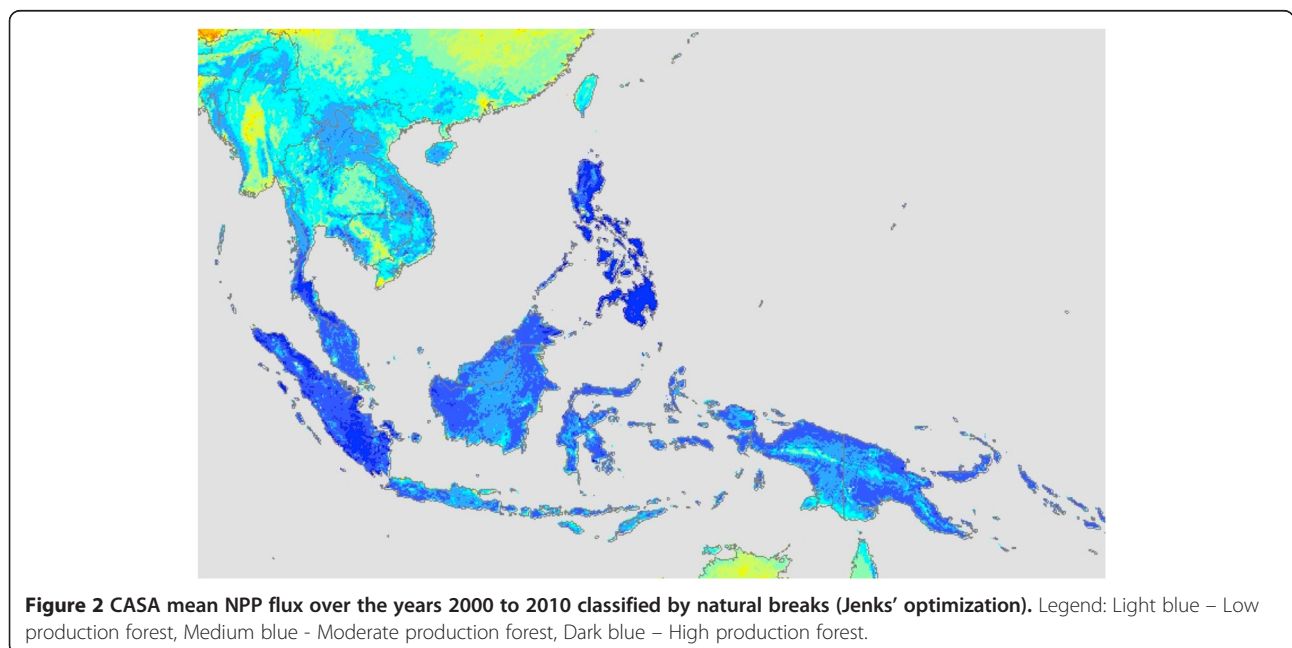 Figure 2 CASA mean NPP flux over the years 2000 to 2010 classified by natural breaks (Jenks' optimization). Legend: Light blue – Low
production forest, Medium blue - Moderate production forest, Dark blue – High production forest.